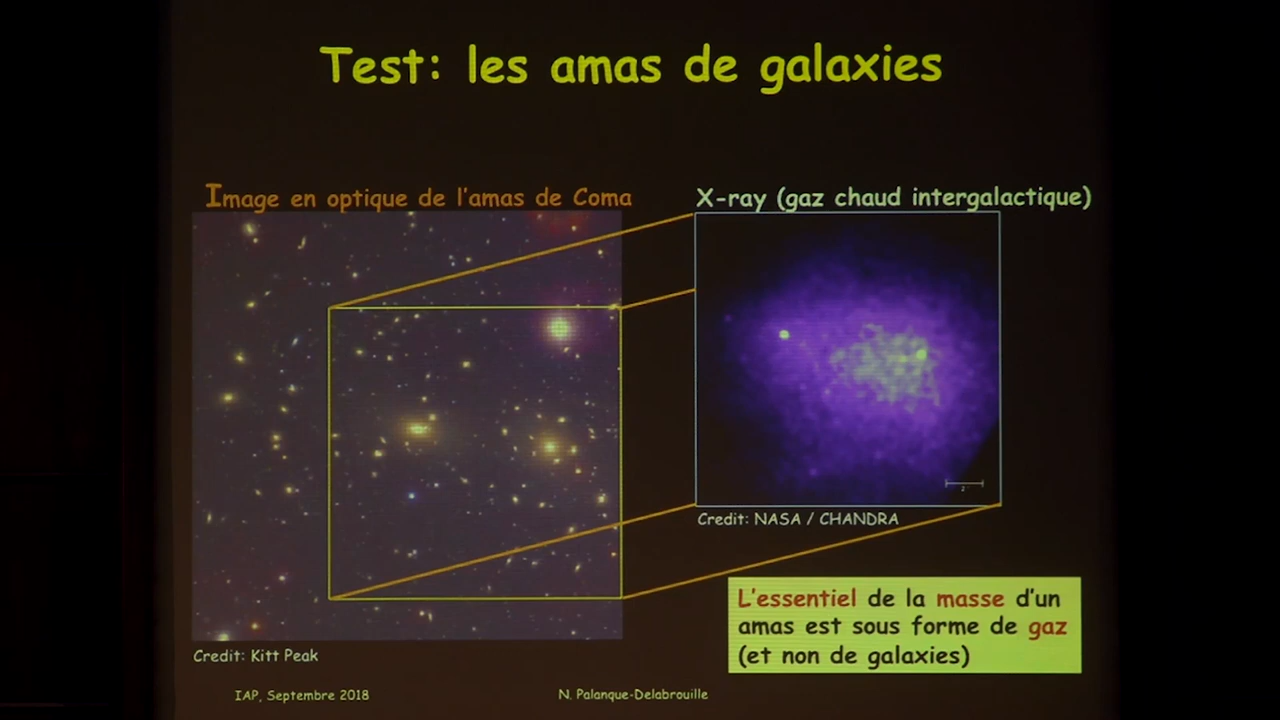 Test: les amas de galaxies
Image en optique de l'amas de Coma
X-ray (gaz chaud intergalactique)
Credit: NASA / CHANDRA
L'essentiel de la masse d'un
amas est sous forme de gaz
(et non de galaxies)
Credit: Kitt Peak
IAP, Septembre 2018
N. Palanque-Delabrouille